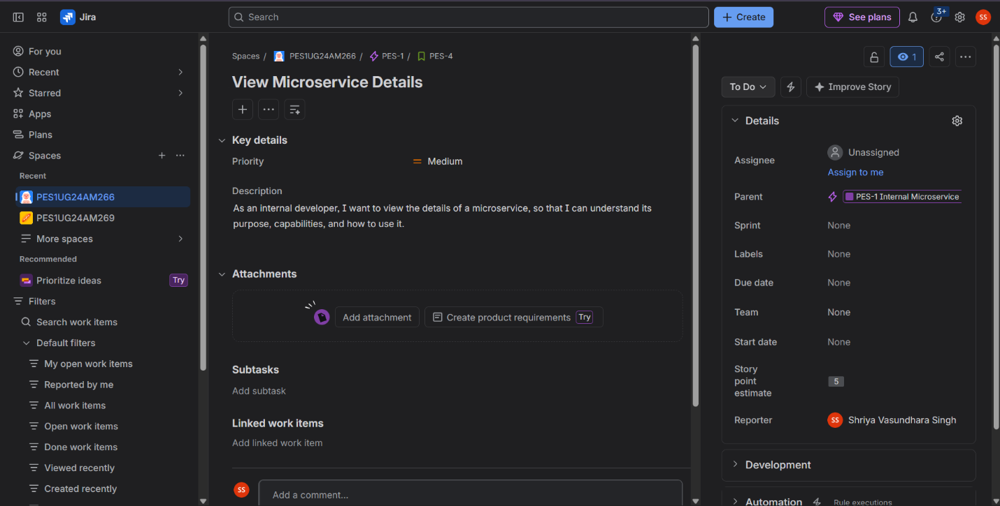 Jira
Search
Create
See plans
3+
SS
For you
Recent
Starred
Apps
Plans
Spaces
Recent
PES1UG24AM266
PES1UG24AM269
More spaces
Recommended
Prioritize ideas Try
Filters
Search work items
Default filters
My open work items
Reported by me
All work items
Open work items
Done work items
Viewed recently
Created recently
Spaces / PES1UG24AM266 / PES-1 / PES-4
View Microservice Details
Key details
Priority Medium
Description
As an internal developer, I want to view the details of a microservice, so that I can understand its
purpose, capabilities, and how to use it.
Attachments
Add attachment Create product requirements Try
Subtasks
Add subtask
Linked work items
Add linked work item
SS Add a comment...
1
To Do Improve Story
Details
Assignee Unassigned
Assign to me
Parent PES-1 Internal Microservice
Sprint None
Labels None
Due date None
Team None
Start date None
Story
point
estimate
5
Reporter SS Shriya Vasundhara Singh
Development
Automation Rule executions